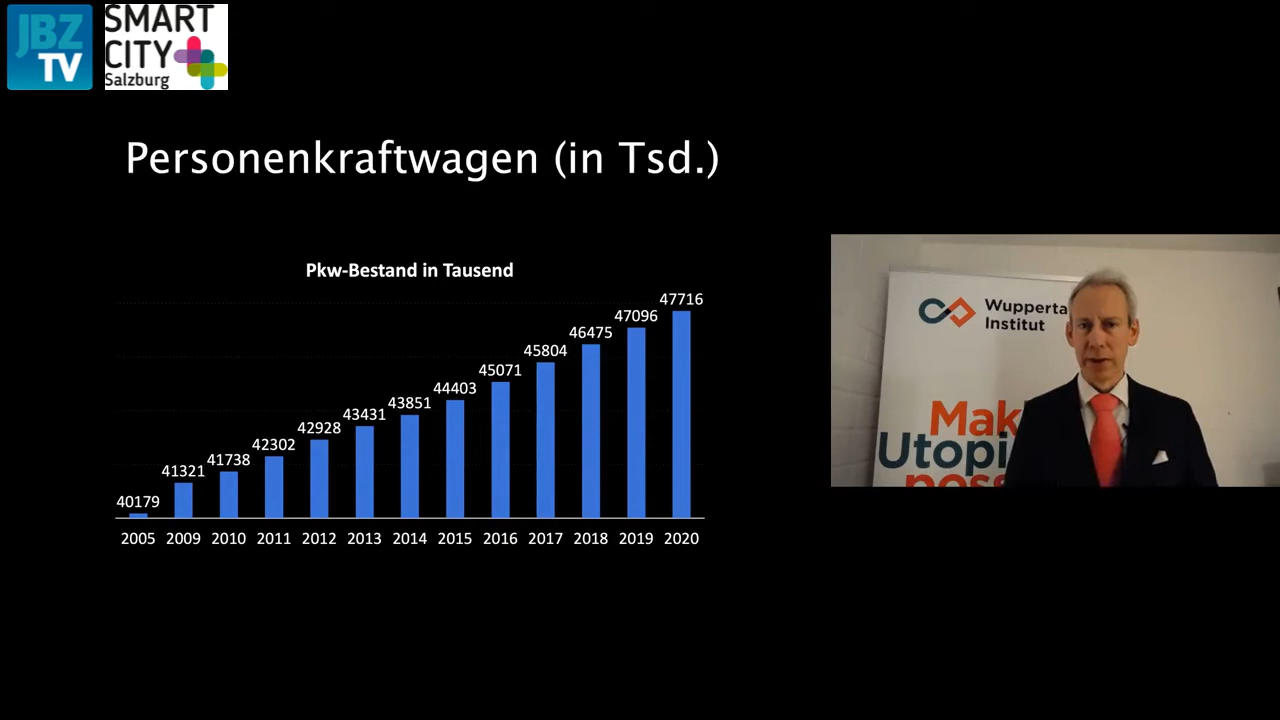 JBZ
TV
SMART
CITY
Salzburg
Personenkraftwagen (in Tsd.)
Pkw-Bestand in Tausend
40179
41321
41738
42302
42928
43431
43851
44403
45071
45804
46475
47096
47716
2005 2009 2010 2011 2012 2013 2014 2015 2016 2017 2018 2019 2020
Wupperta
Institut
Mak
Utopi
poss